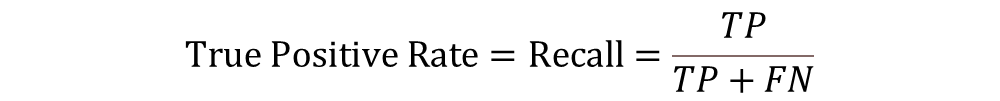 True Positive Rate = Recall = TP / TP + FN